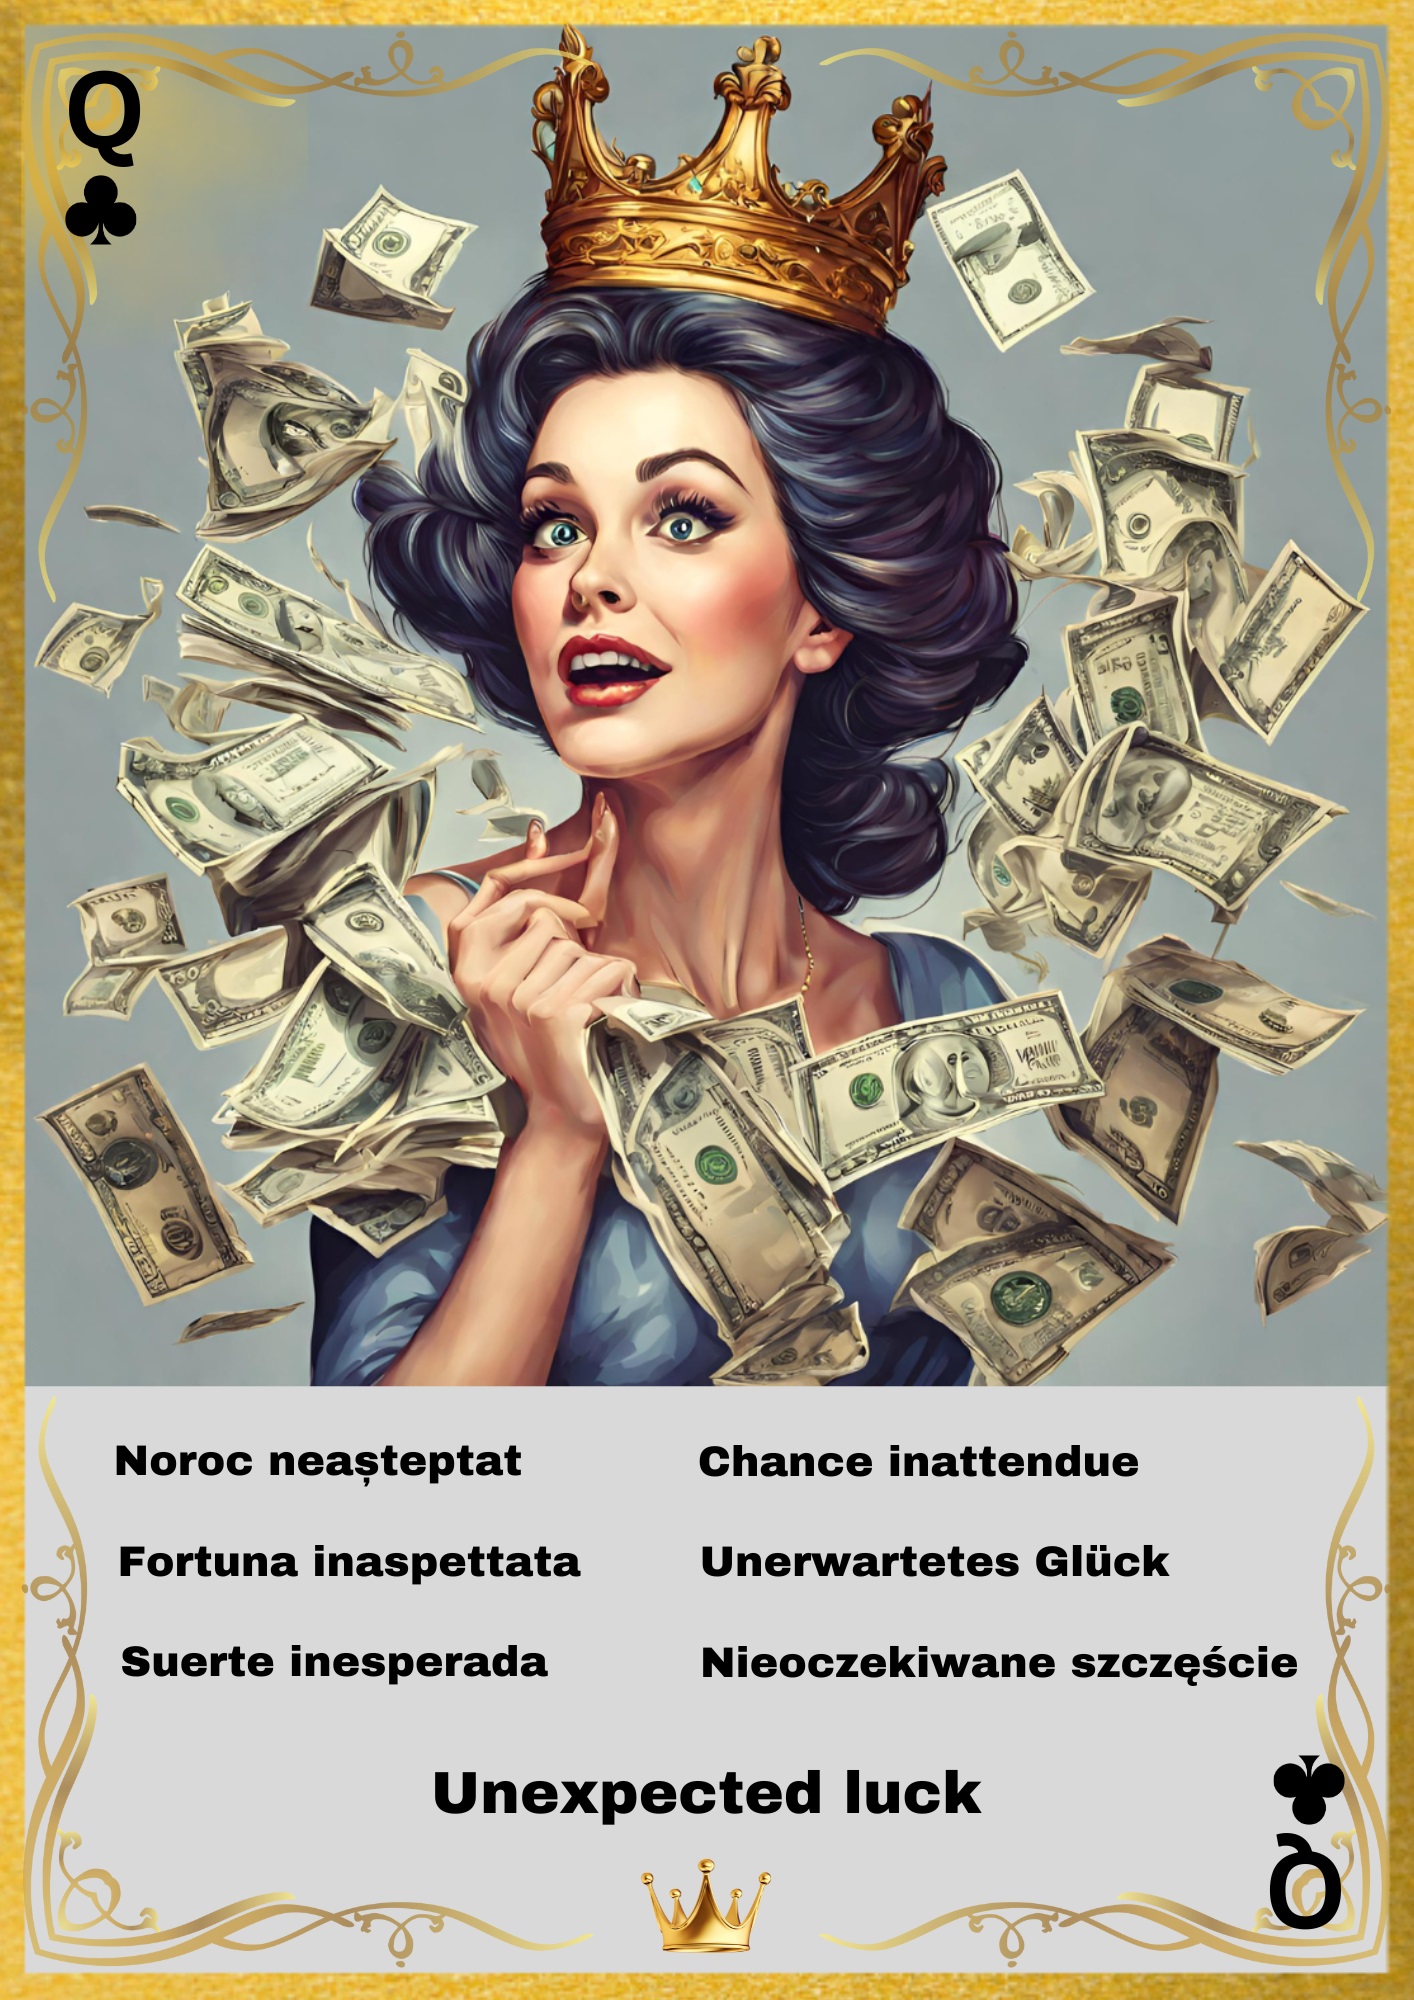 Q
Noroc neașteptat
Chance inattendue
Fortuna inaspettata
Unerwartetes Glück
Suerte inesperada
Nieoczekiwane szczęście
Unexpected luck
Q